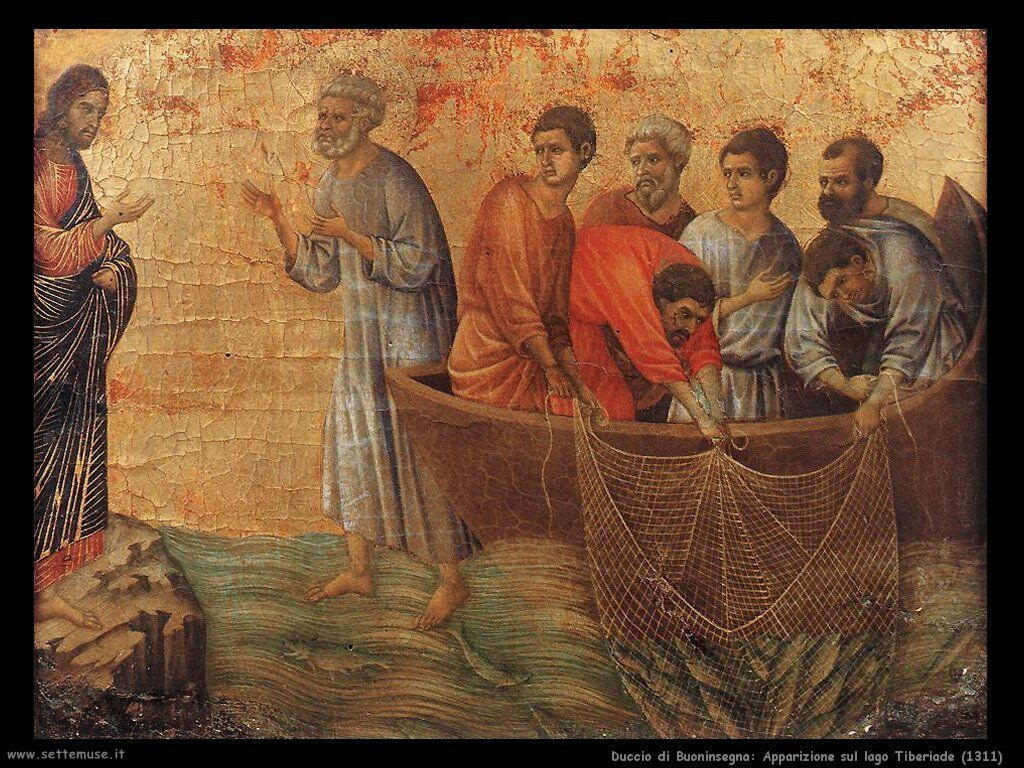 www.settemuse.it
Duccio di Buoninsegna: Apparizione sul lago Tiberiade (1311)